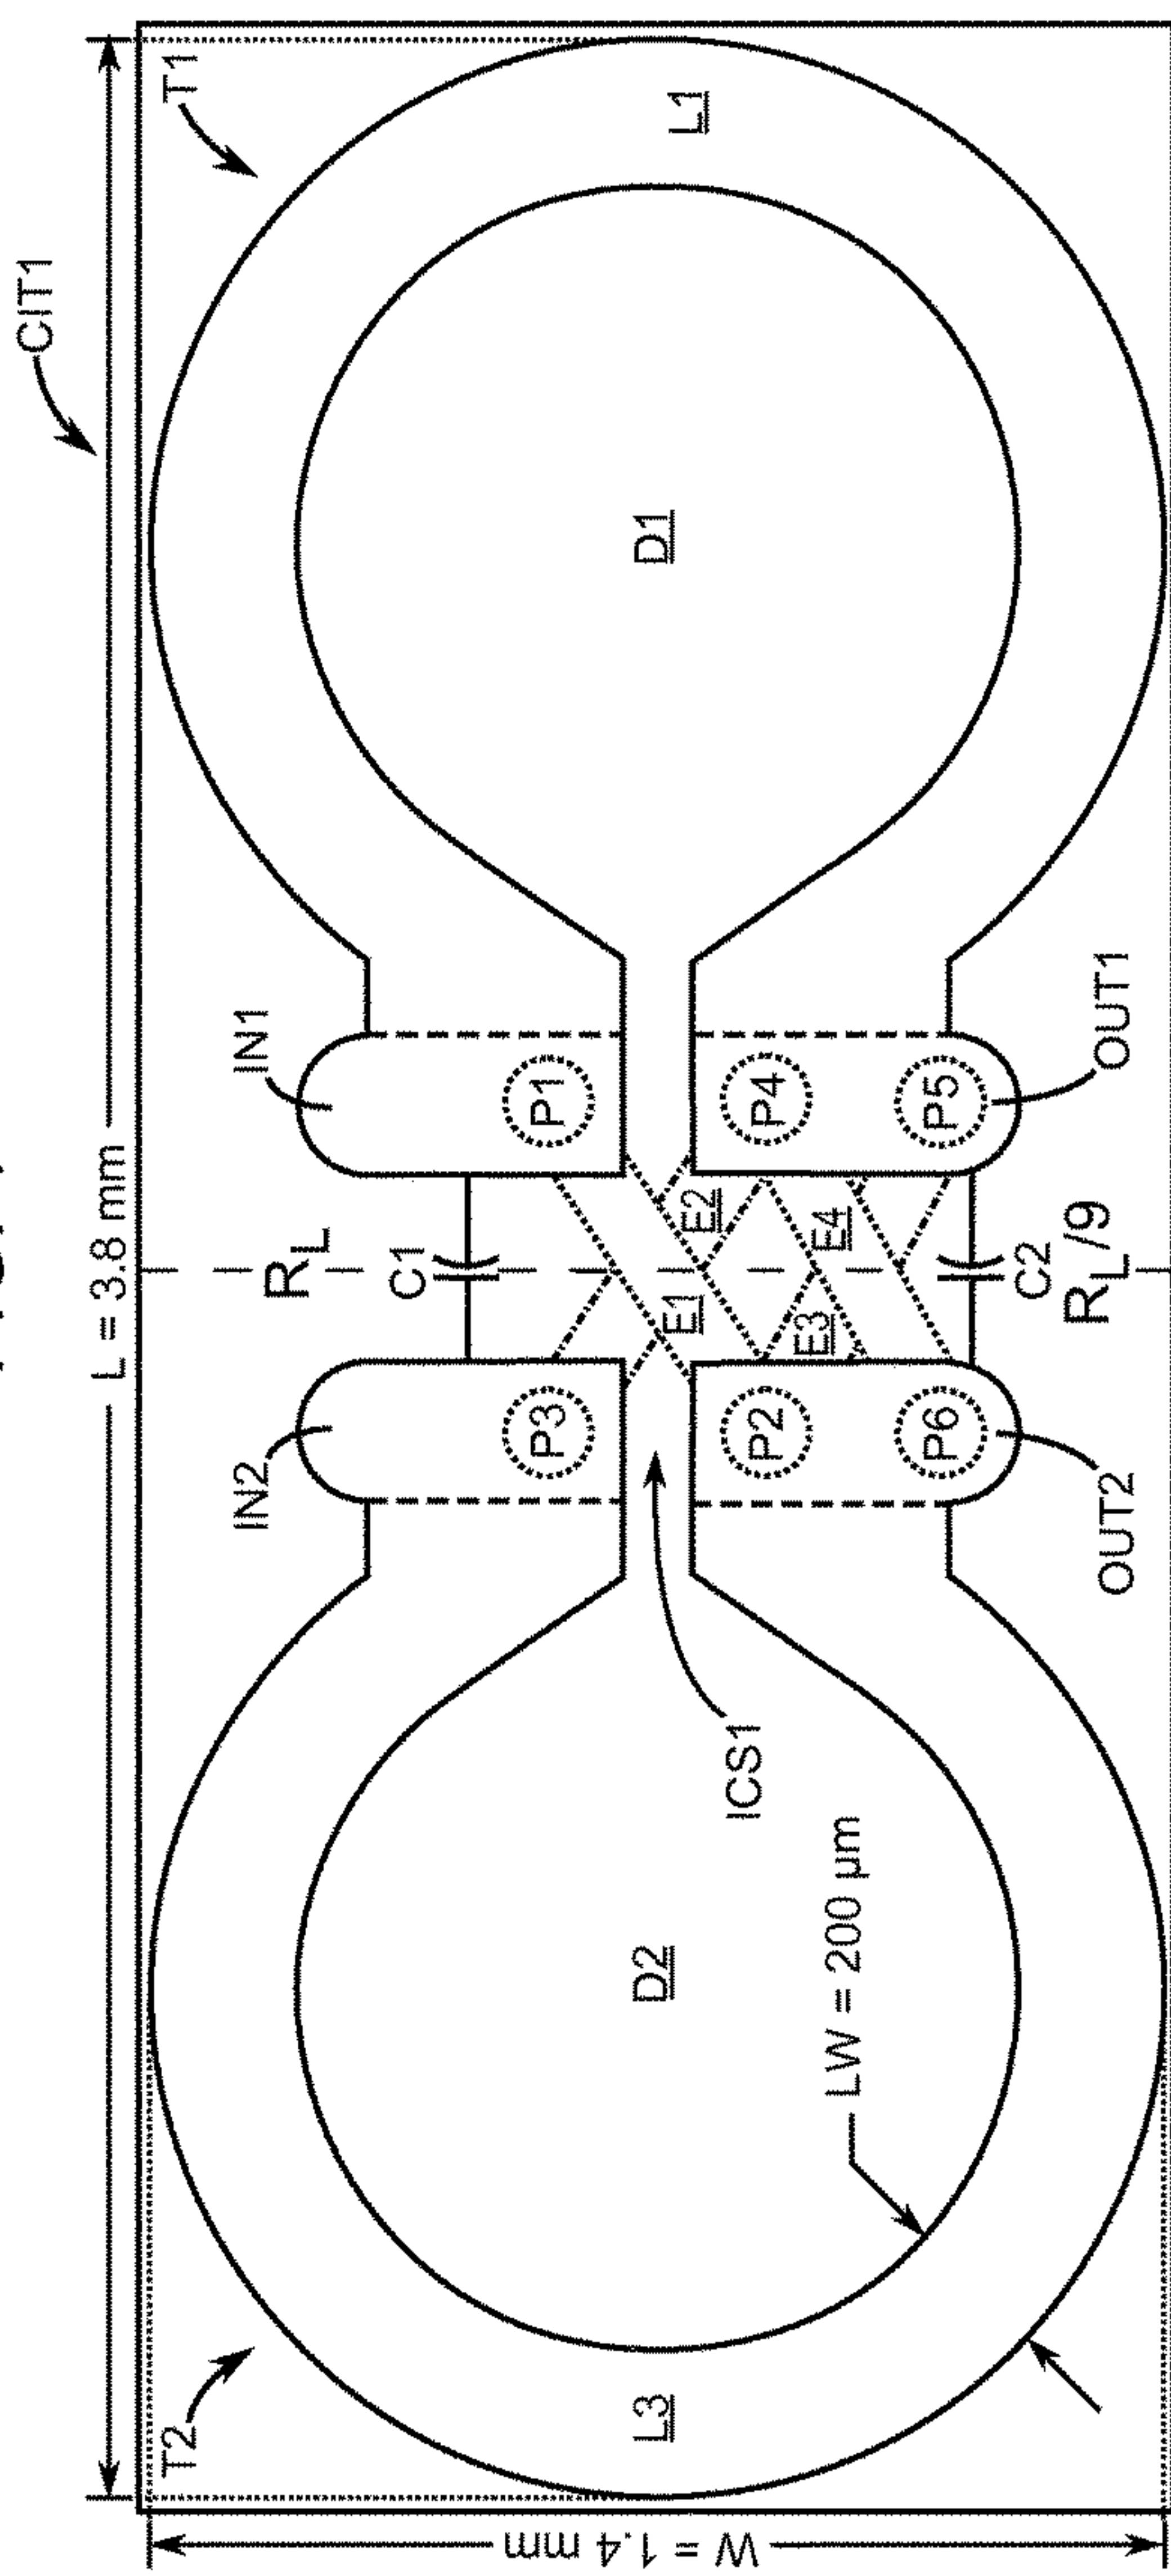 CIT1
L = 3.8 mm
T2
T1
IN2
IN1
R_L
C1
L3
D2
D1
L1
P3
P1
E1
E2
P2
P4
E3
E4
P6
P5
ICS1
LW = 200 µm
C2
R_L/9
OUT2
OUT1
W = 1.4 mm